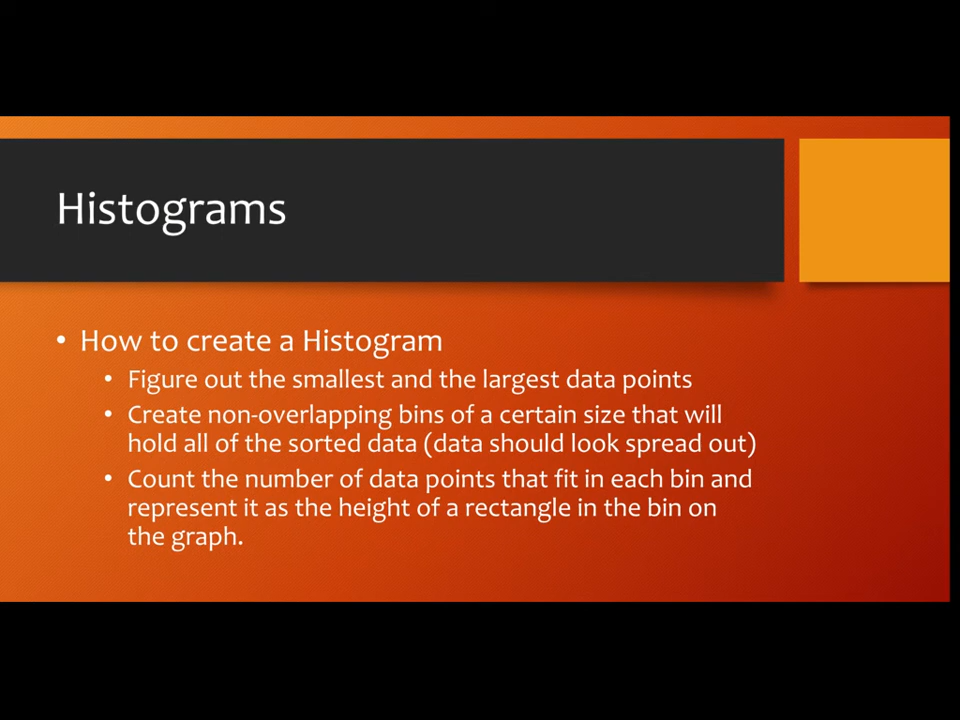 Histograms
• How to create a Histogram
• Figure out the smallest and the largest data points
• Create non-overlapping bins of a certain size that will
hold all of the sorted data (data should look spread out)
• Count the number of data points that fit in each bin and
represent it as the height of a rectangle in the bin on
the graph.